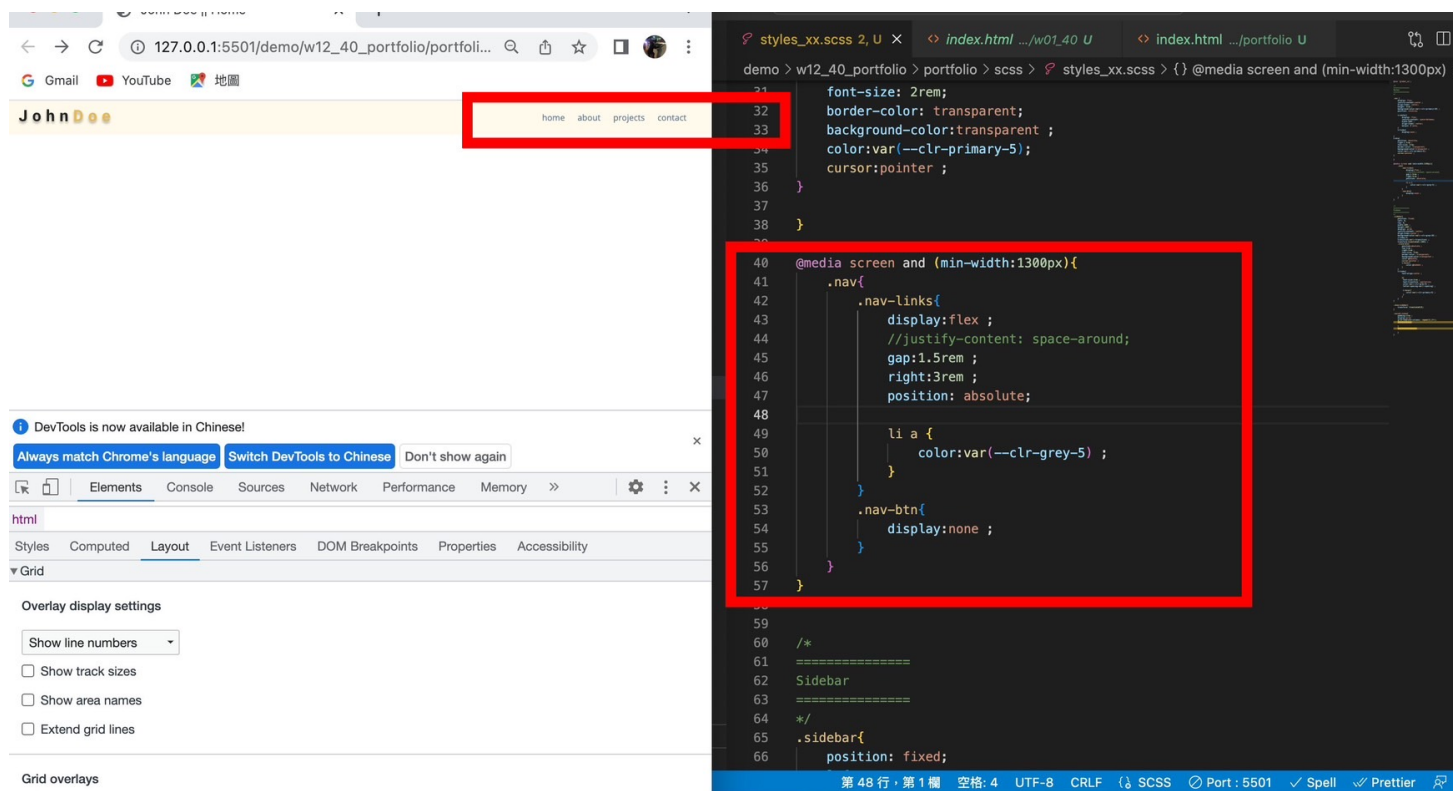 127.0.0.1:5501/demo/w12_40_portfolio/portfoli...
Gmail YouTube 地圖
JohnDoe
home about projects contact
DevTools is now available in Chinese!
Always match Chrome's language Switch DevTools to Chinese Don't show again
Elements Console Sources Network Performance Memory »
html
Styles Computed Layout Event Listeners DOM Breakpoints Properties Accessibility
Grid
Overlay display settings
Show line numbers
Show track sizes
Show area names
Extend grid lines
Grid overlays
styles_xx.scss 2, U index.html .../w01_40 U index.html .../portfolio U
demo > w12_40_portfolio > portfolio > scss > styles_xx.scss > {} @media screen and (min-width:1300px)
31 font-size: 2rem;
32 border-color: transparent;
33 background-color:transparent ;
34 color:var(--clr-primary-5);
35 cursor:pointer ;
36 }
37
38 }
39
40 @media screen and (min-width:1300px){
41 .nav{
42 .nav-links{
43 display:flex ;
44 //justify-content: space-around;
45 gap:1.5rem ;
46 right:3rem ;
47 position: absolute;
48
49 li a {
50 color:var(--clr-grey-5) ;
51 }
52 }
53 .nav-btn{
54 display:none ;
55 }
56 }
57 }
58
59
60 /*
61 ===============
62 Sidebar
63 ===============
64 */
65 .sidebar{
66 position: fixed;
第 48 行，第 1 欄 空格: 4 UTF-8 CRLF SCSS Port : 5501 Spell Prettier